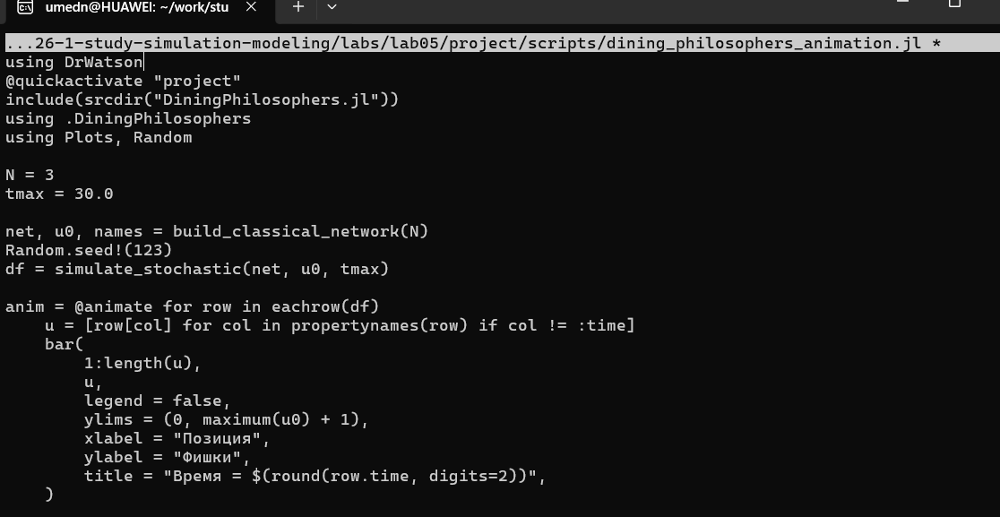 umedn@HUAWEI: ~/work/stu
...26-1-study-simulation-modeling/labs/lab05/project/scripts/dining_philosophers_animation.jl *
using DrWatson
@quickactivate "project"
include(srcdir("DiningPhilosophers.jl"))
using .DiningPhilosophers
using Plots, Random

N = 3
tmax = 30.0

net, u0, names = build_classical_network(N)
Random.seed!(123)
df = simulate_stochastic(net, u0, tmax)

anim = @animate for row in eachrow(df)
    u = [row[col] for col in propertynames(row) if col != :time]
    bar(
        1:length(u),
        u,
        legend = false,
        ylims = (0, maximum(u0) + 1),
        xlabel = "Позиция",
        ylabel = "Фишки",
        title = "Время = $(round(row.time, digits=2))",
    )